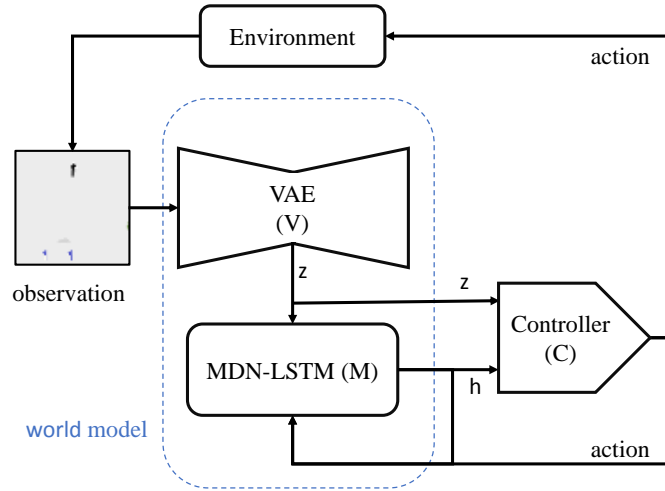 Environment
action
observation
VAE
(V)
z
z
Controller
(C)
MDN-LSTM (M)
h
world model
action